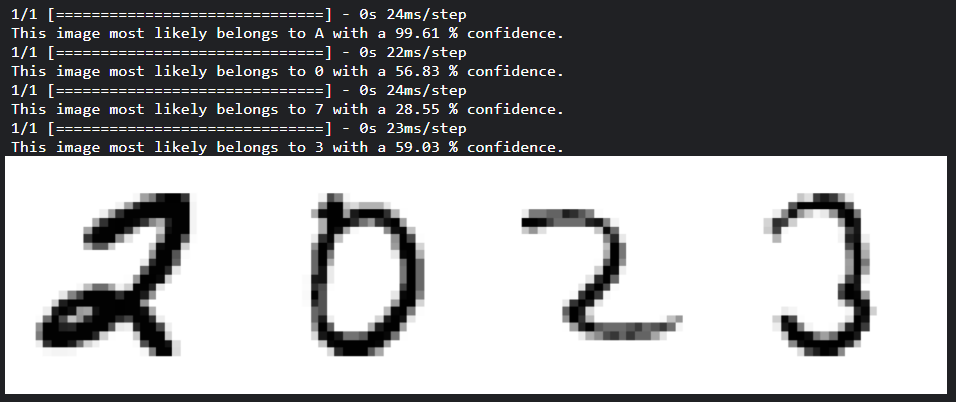 1/1 [==============================] - 0s 24ms/step
This image most likely belongs to A with a 99.61 % confidence.
1/1 [==============================] - 0s 22ms/step
This image most likely belongs to 0 with a 56.83 % confidence.
1/1 [==============================] - 0s 24ms/step
This image most likely belongs to 7 with a 28.55 % confidence.
1/1 [==============================] - 0s 23ms/step
This image most likely belongs to 3 with a 59.03 % confidence.
2 0 2 3